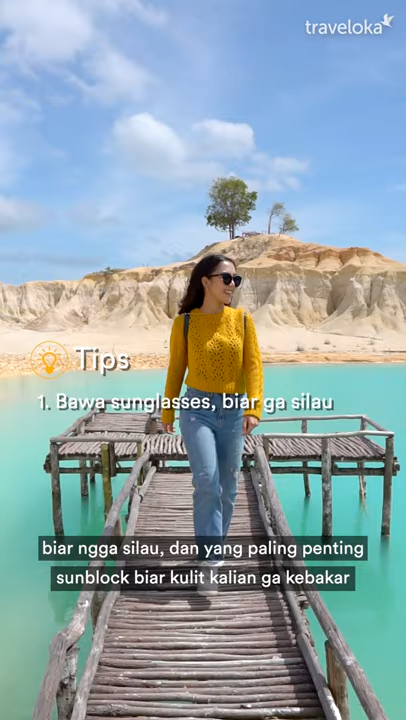 traveloka
Tips
1. Bawa sunglasses, biar ga silau
biar ngga silau, dan yang paling penting
sunblock biar kulit kalian ga kebakar